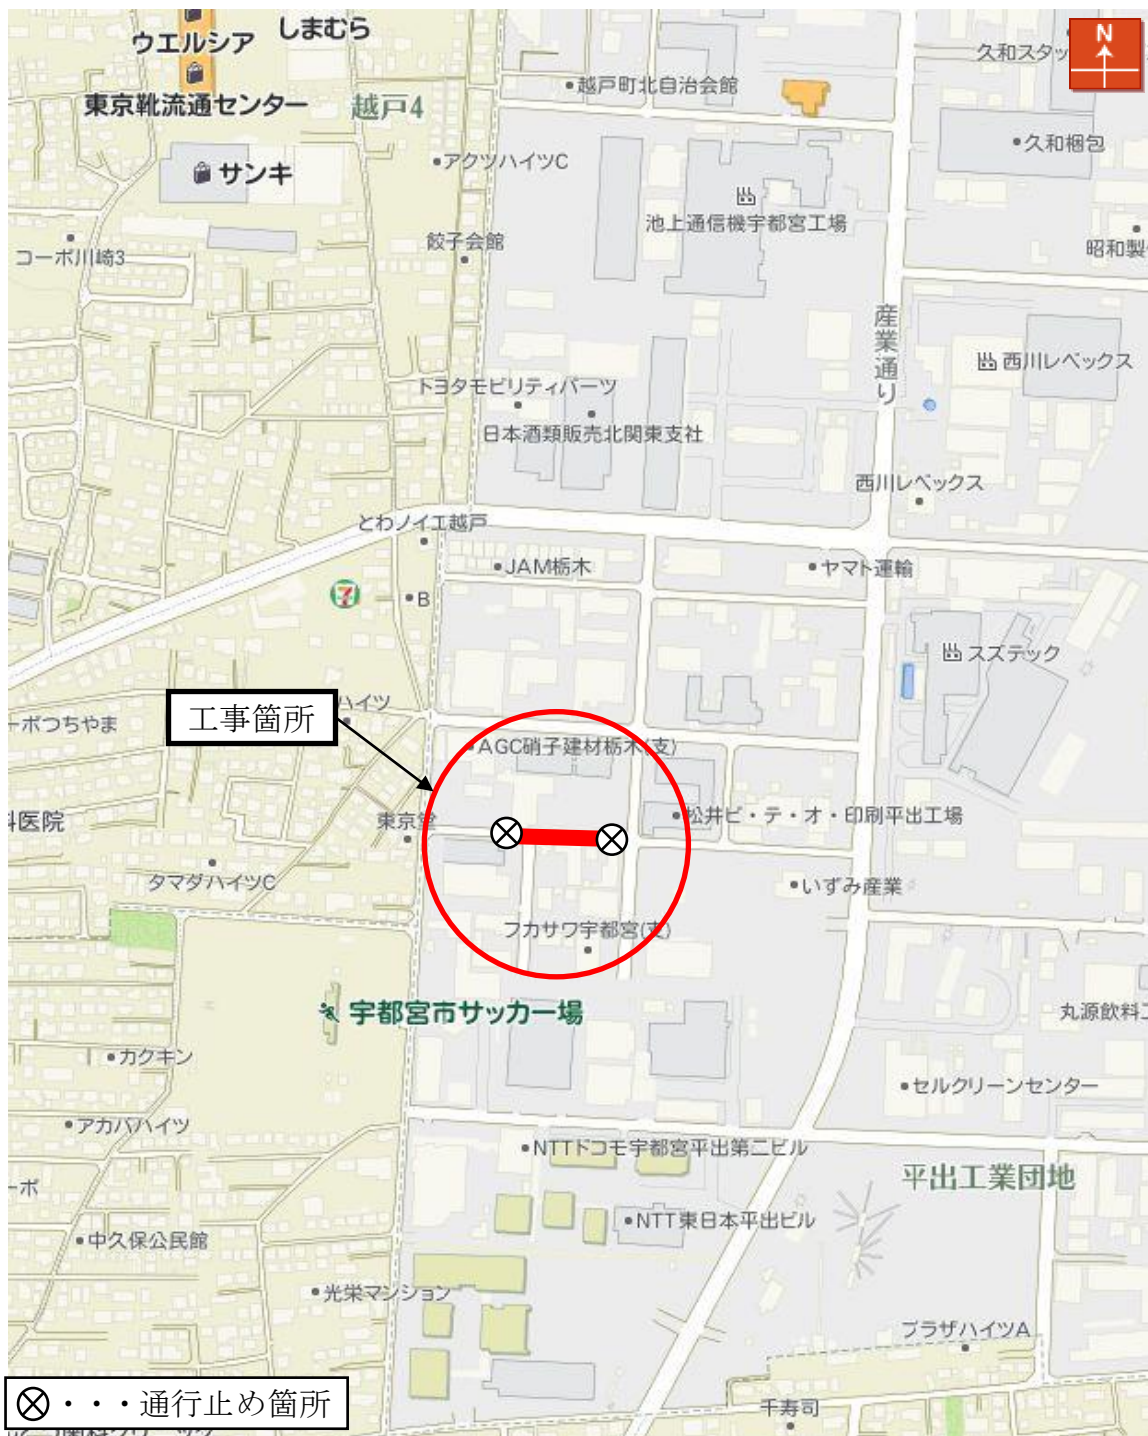 しまむら
ウエルシア
N
久和スタッ
越戸町北自治会館
東京靴流通センター
越戸4
久和梱包
アクツハイツC
サンキ
池上通信機宇都宮工場
餃子会館
昭和製
コーポ川崎3
産業通り
西川レベックス
トヨタモビリティパーツ
日本酒類販売北関東支社
西川レベックス
とわノイエ越戸
JAM栃木
ヤマト運輸
7
B
スズテック
ハイツ
工事箇所
ーポつちやま
AGC硝子建材栃木(支)
松井ピ・テ・オ・印刷平出工場
科医院
東京堂
タマダハイツC
いずみ産業
フカサワ宇都宮(支)
宇都宮市サッカー場
丸源飲料工
カクキン
セルクリーンセンター
アカバハイツ
NTTドコモ宇都宮平出第二ビル
平出工業団地
ーポ
NTT東日本平出ビル
中久保公民館
光栄マンション
プラザハイツA
⊗・・・通行止め箇所
千寿司